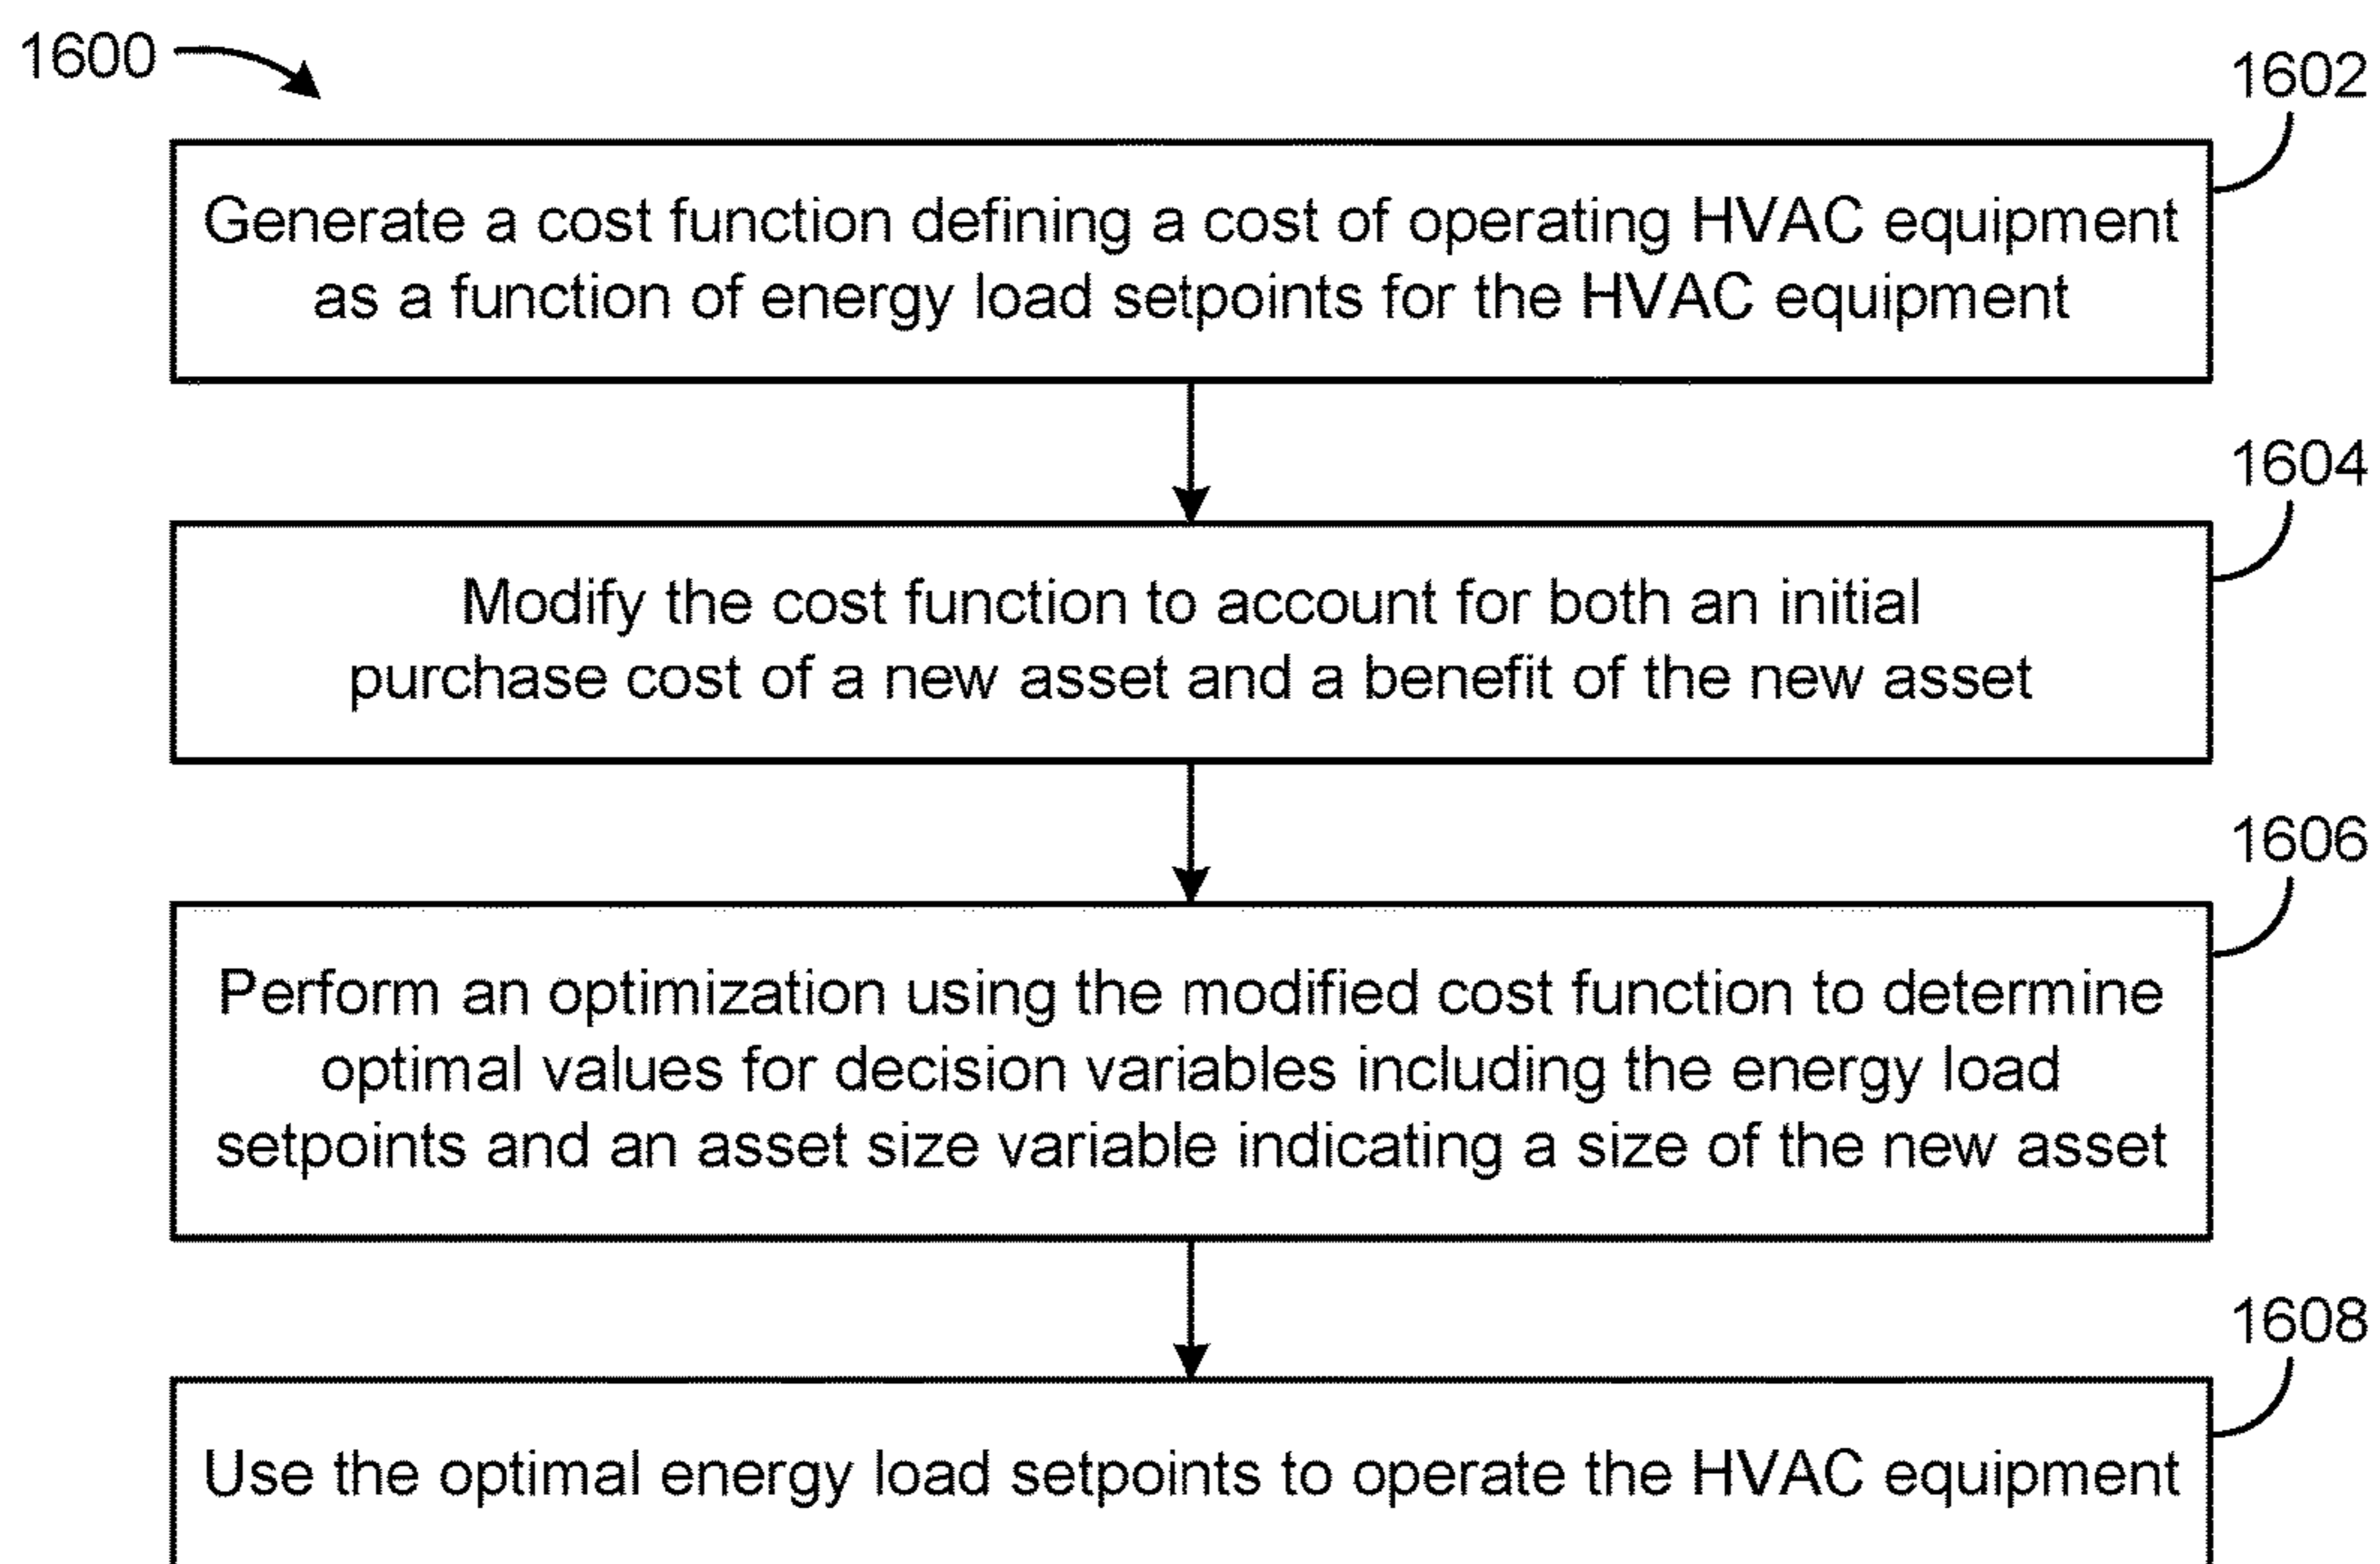 1600
1602
Generate a cost function defining a cost of operating HVAC equipment
as a function of energy load setpoints for the HVAC equipment
1604
Modify the cost function to account for both an initial
purchase cost of a new asset and a benefit of the new asset
1606
Perform an optimization using the modified cost function to determine
optimal values for decision variables including the energy load
setpoints and an asset size variable indicating a size of the new asset
1608
Use the optimal energy load setpoints to operate the HVAC equipment